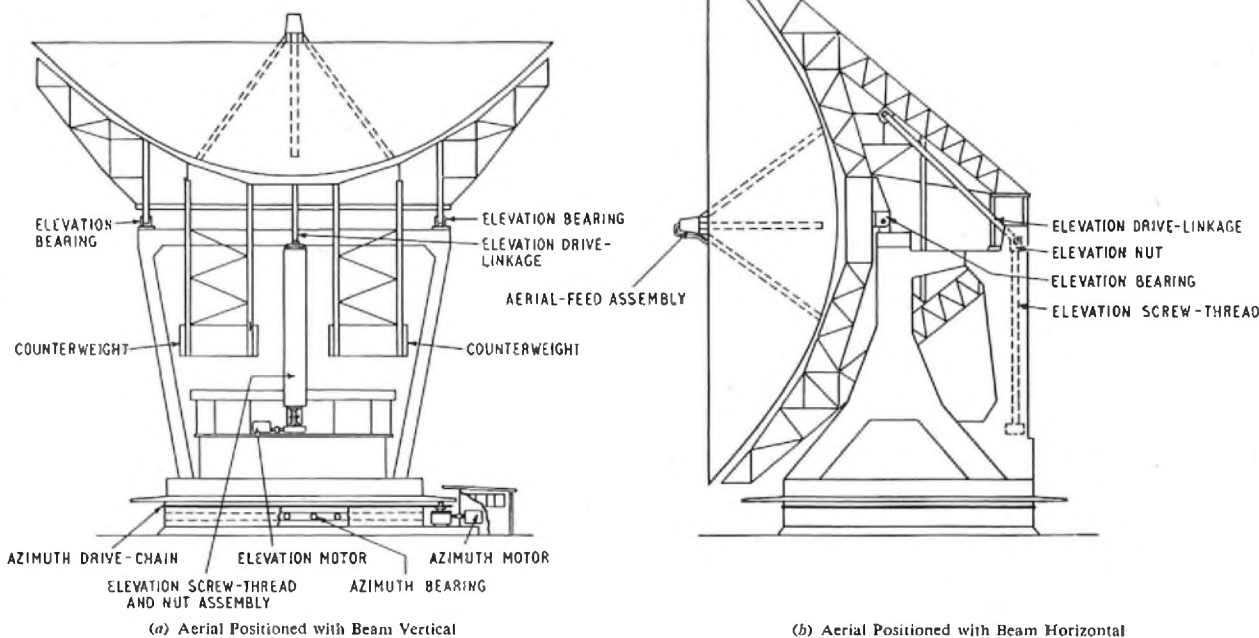 ELEVATION
BEARING
ELEVATION BEARING
ELEVATION DRIVE-
LINKAGE
COUNTERWEIGHT
COUNTERWEIGHT
AZIMUTH DRIVE-CHAIN
ELEVATION MOTOR
AZIMUTH MOTOR
ELEVATION SCREW-THREAD
AND NUT ASSEMBLY
AZIMUTH BEARING
(a) Aerial Positioned with Beam Vertical
AERIAL-FEED ASSEMBLY
ELEVATION DRIVE-LINKAGE
ELEVATION NUT
ELEVATION BEARING
ELEVATION SCREW-THREAD
(b) Aerial Positioned with Beam Horizontal